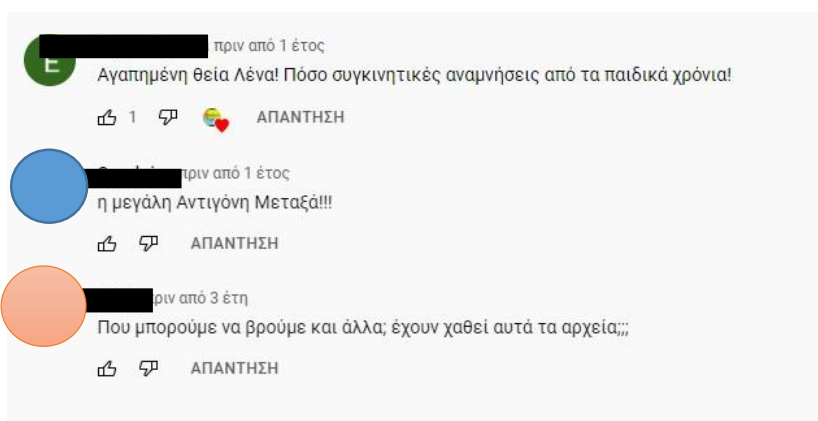 E
πριν από 1 έτος
Αγαπημένη θεία Λένα! Πόσο συγκινητικές αναμνήσεις από τα παιδικά χρόνια!
1 ΑΠΑΝΤΗΣΗ
πριν από 1 έτος
η μεγάλη Αντιγόνη Μεταξά!!!
ΑΠΑΝΤΗΣΗ
ριν από 3 έτη
Που μπορούμε να βρούμε και άλλα; έχουν χαθεί αυτά τα αρχεία;;;
ΑΠΑΝΤΗΣΗ